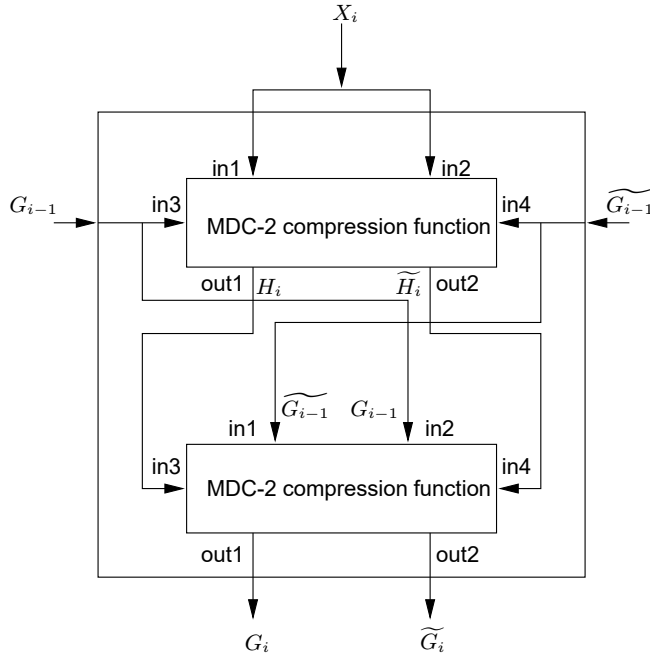 $X_i$
in1 in2
$G_{i-1}$ in3 in4 $\widetilde{G_{i-1}}$
MDC-2 compression function
out1 $H_i$ $\widetilde{H_i}$ out2
$\widetilde{G_{i-1}}$ $G_{i-1}$
in1 in2
in3 in4
MDC-2 compression function
out1 out2
$G_i$ $\widetilde{G_i}$